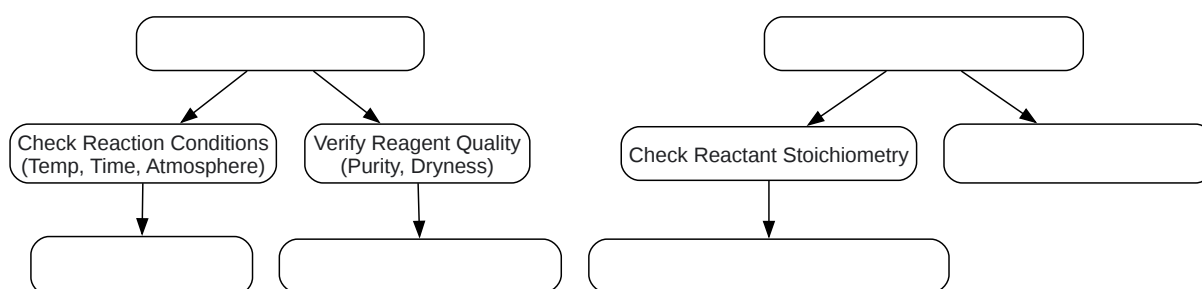 Check Reaction Conditions
(Temp, Time, Atmosphere)
Verify Reagent Quality
(Purity, Dryness)
Check Reactant Stoichiometry